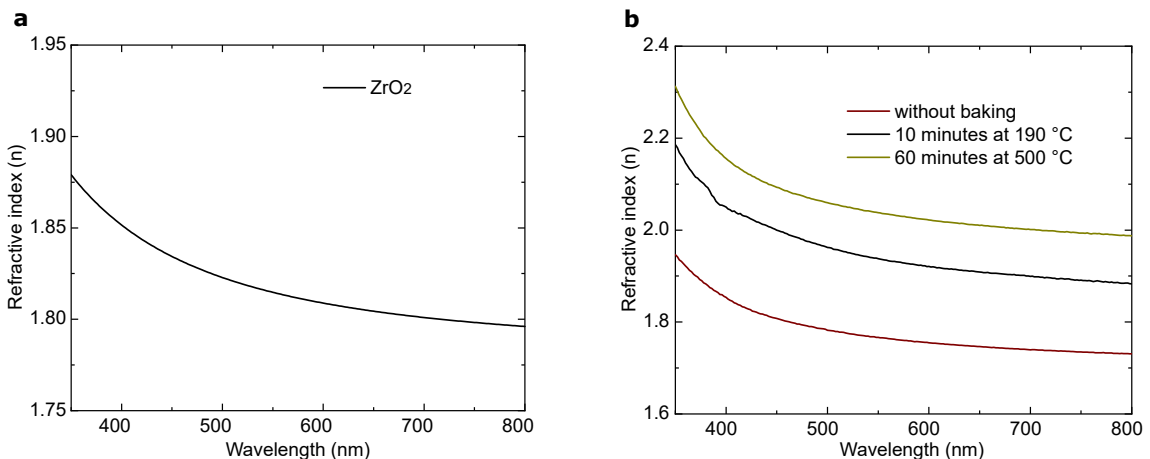 a
1.95
1.90
1.85
1.80
1.75
Refractive index (n)
ZrO2
400
500
600
700
800
Wavelength (nm)
b
2.4
2.2
2.0
1.8
1.6
Refractive index (n)
without baking
10 minutes at 190 °C
60 minutes at 500 °C
400
500
600
700
800
Wavelength (nm)